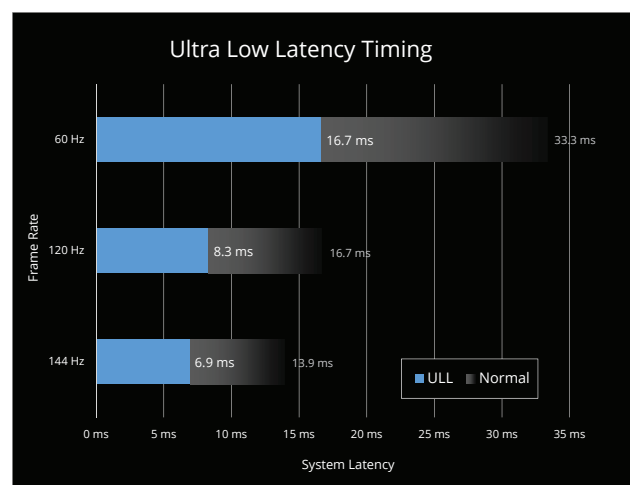 Ultra Low Latency Timing
60 Hz
16.7 ms
33.3 ms
120 Hz
8.3 ms
16.7 ms
144 Hz
6.9 ms
13.9 ms
Frame Rate
ULL Normal
0 ms 5 ms 10 ms 15 ms 20 ms 25 ms 30 ms 35 ms
System Latency